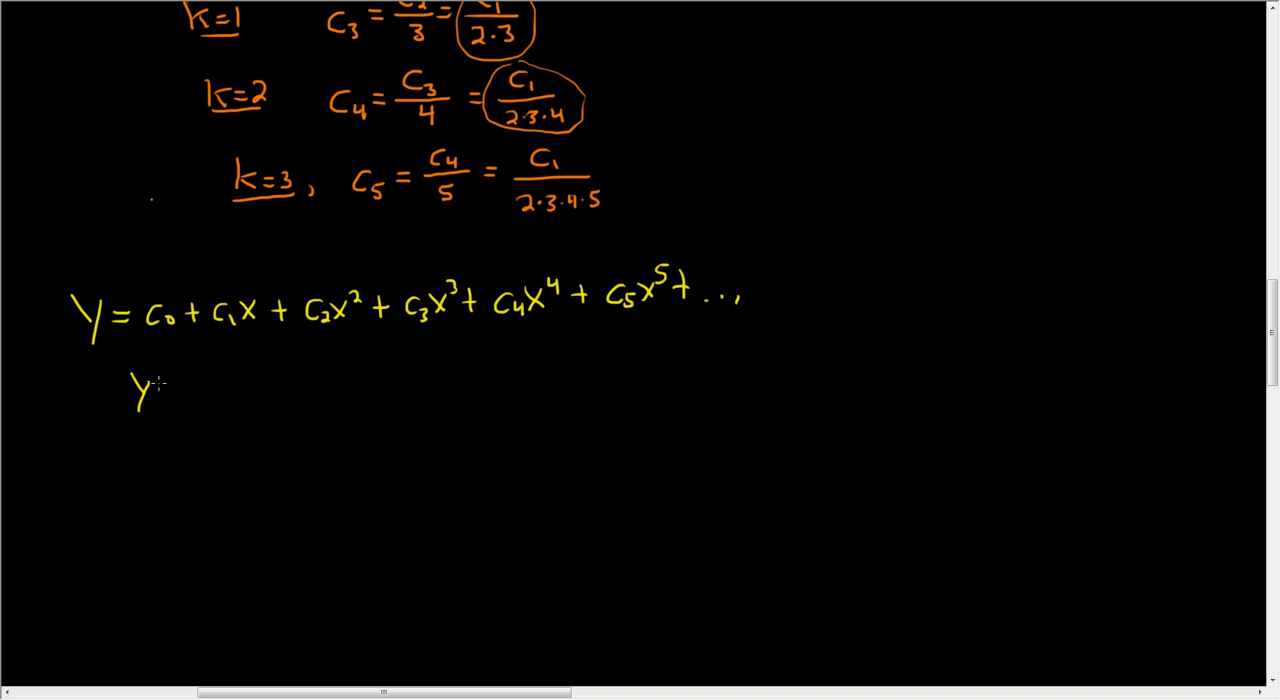 k=1 C₃ = C₂/3 = C₁/(2·3)
k=2 C₄ = C₃/4 = C₁/(2·3·4)
k=3, C₅ = C₄/5 = C₁/(2·3·4·5)
y = C₀ + C₁x + C₂x² + C₃x³ + C₄x⁴ + C₅x⁵ + ...,
y